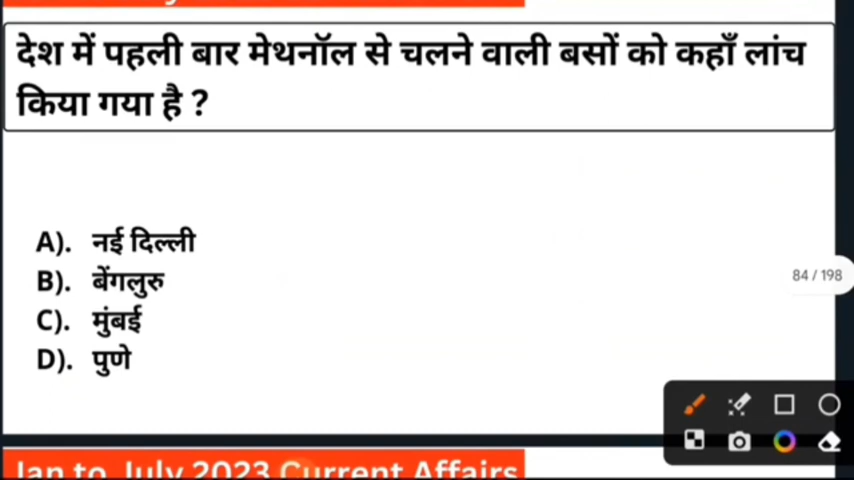 देश में पहली बार मेथनॉल से चलने वाली बसों को कहाँ लांच
किया गया है ?
A). नई दिल्ली
B). बेंगलुरु
C). मुंबई
D). पुणे
84 / 198
Jan to July 2023 Current Affairs